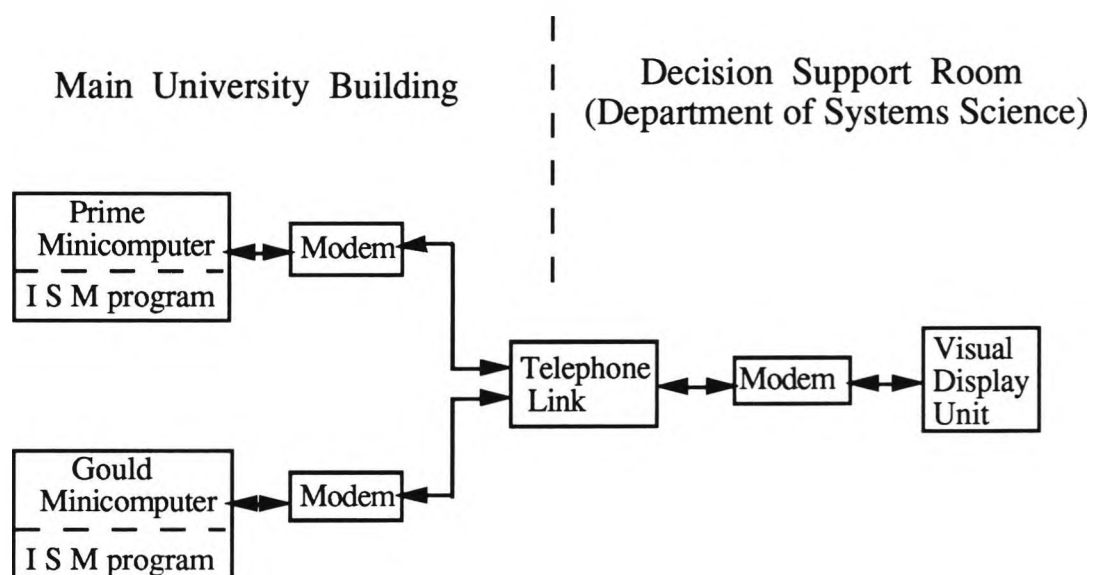 Main University Building
Decision Support Room
(Department of Systems Science)
Prime
Minicomputer
I S M program
Modem
Telephone
Link
Modem
Visual
Display
Unit
Gould
Minicomputer
I S M program
Modem